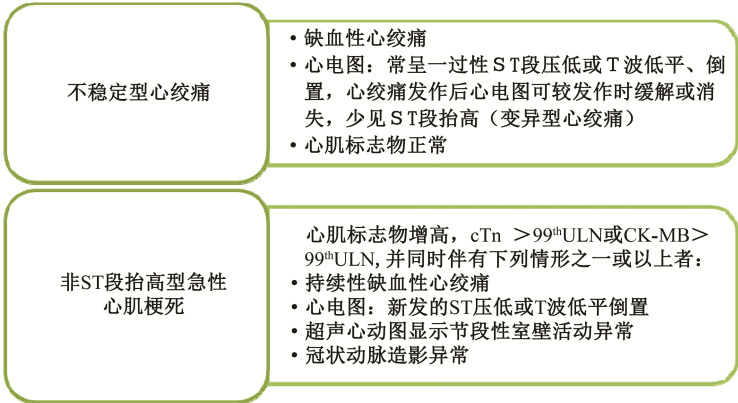 不稳定型心绞痛
• 缺血性心绞痛
• 心电图：常呈一过性ST段压低或T波低平、倒
置，心绞痛发作后心电图可较发作时缓解或消
失，少见ST段抬高（变异型心绞痛）
• 心肌标志物正常
非ST段抬高型急性
心肌梗死
心肌标志物增高，cTn ＞99thULN或CK-MB＞
99thULN,并同时伴有下列情形之一或以上者：
• 持续性缺血性心绞痛
• 心电图：新发的ST压低或T波低平倒置
• 超声心动图显示节段性室壁活动异常
• 冠状动脉造影异常